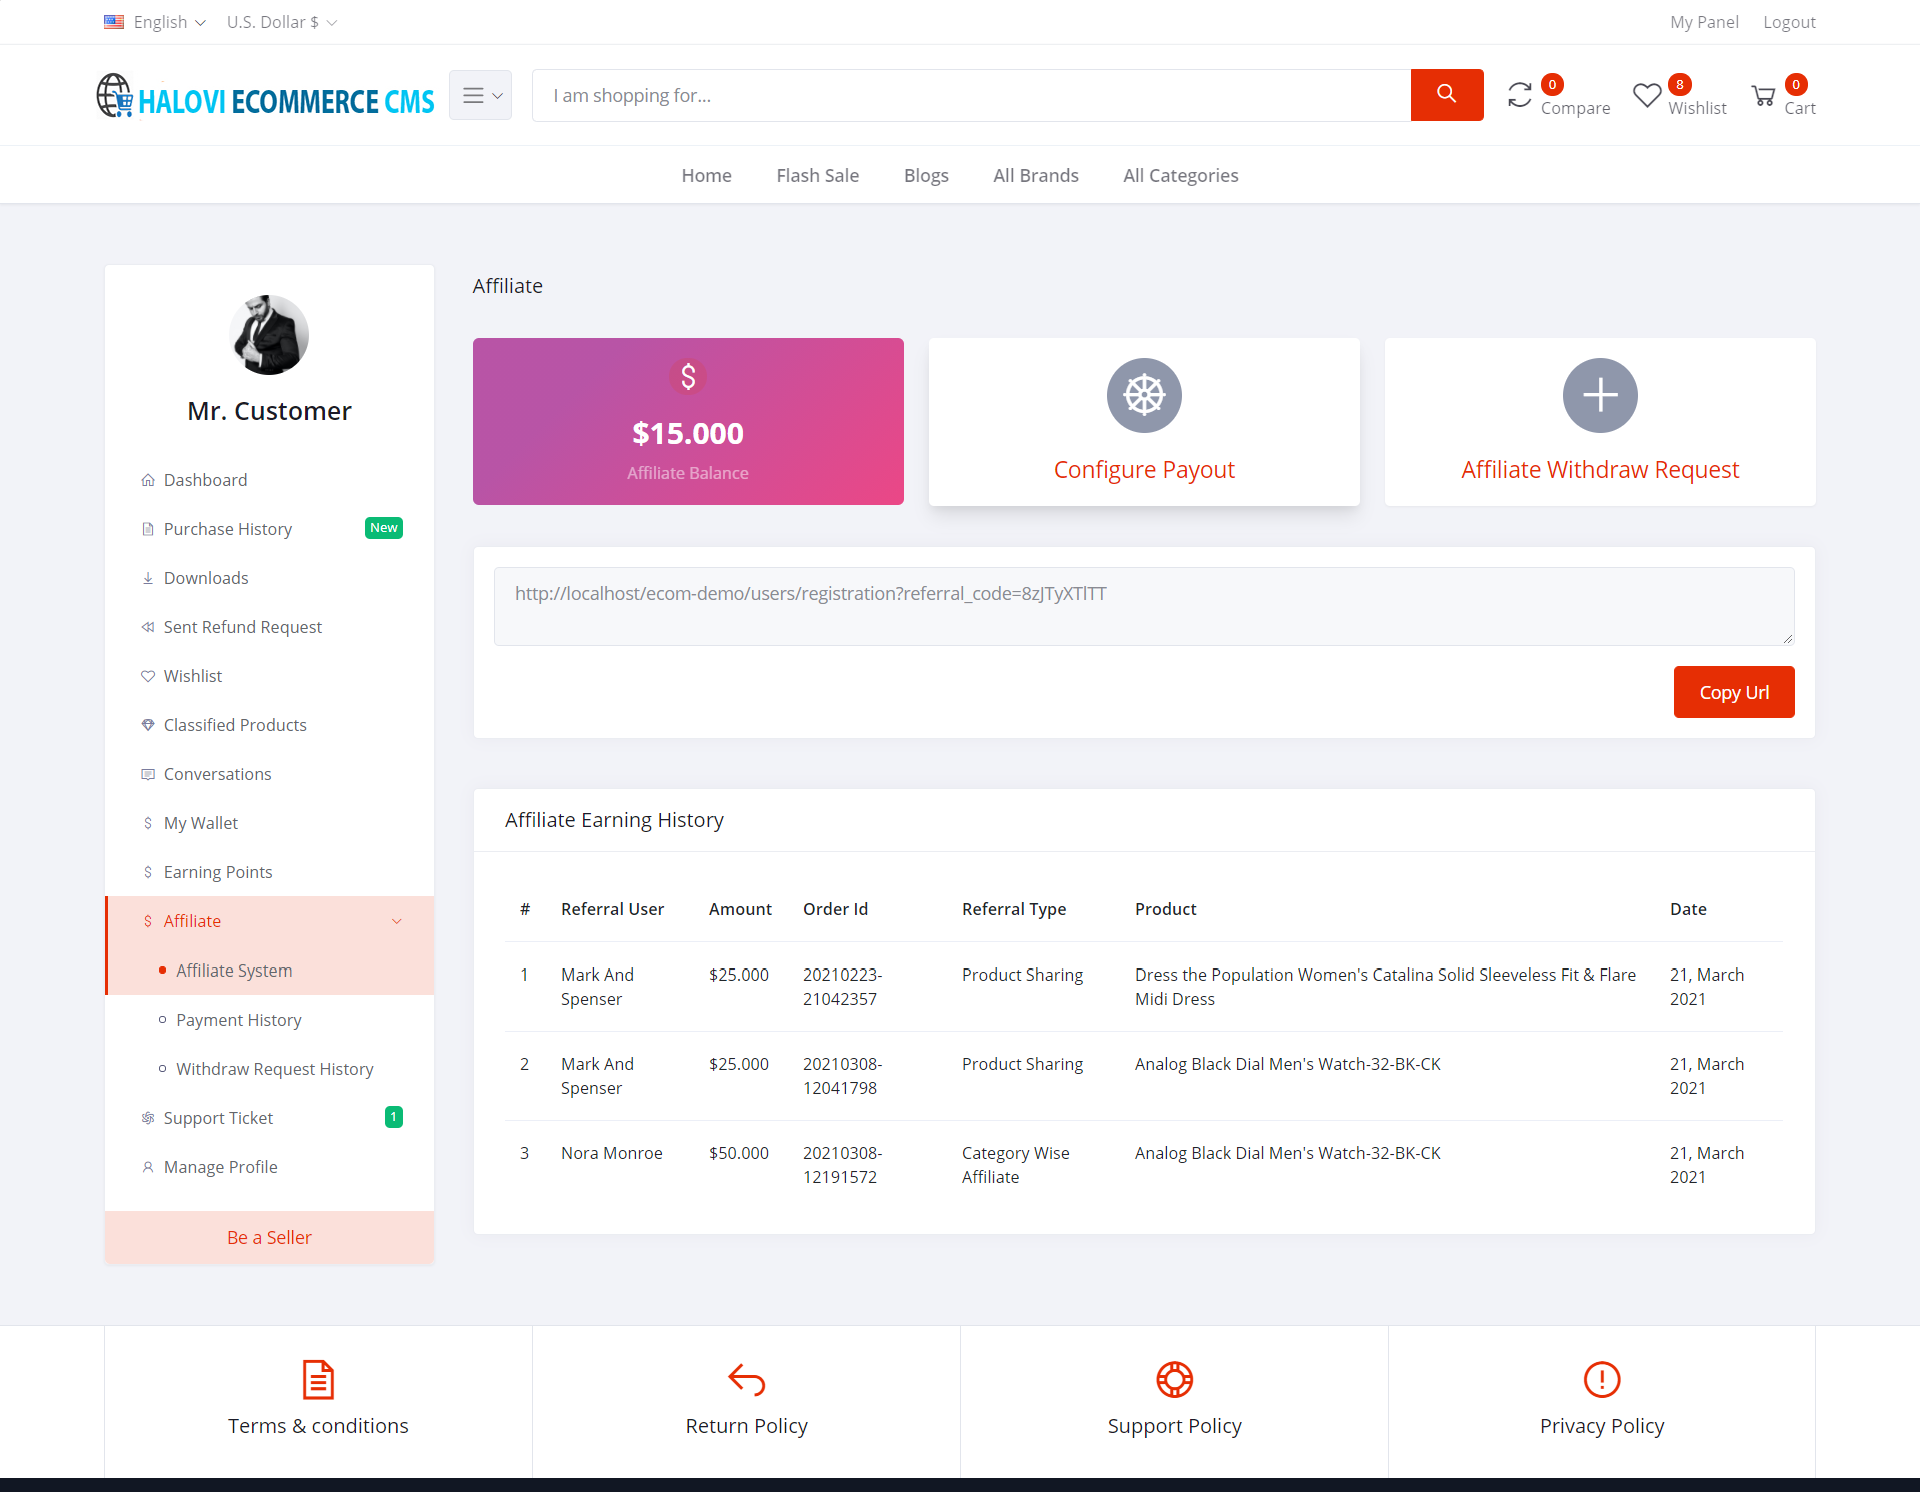 English
U.S. Dollar $
My Panel
Logout
HALOVI ECOMMERCE CMS
I am shopping for...
0
Compare
8
Wishlist
0
Cart
Home
Flash Sale
Blogs
All Brands
All Categories
Mr. Customer
Dashboard
Purchase History
New
Downloads
Sent Refund Request
Wishlist
Classified Products
Conversations
My Wallet
Earning Points
Affiliate
Affiliate System
Payment History
Withdraw Request History
Support Ticket
1
Manage Profile
Be a Seller
Affiliate
$15.000
Affiliate Balance
Configure Payout
Affiliate Withdraw Request
http://localhost/ecom-demo/users/registration?referral_code=8zJTyXTlTT
Copy Url
Affiliate Earning History
# Referral User Amount Order Id Referral Type Product Date
1 Mark And $25.000 20210223- Product Sharing Dress the Population Women's Catalina Solid Sleeveless Fit & Flare 21, March
Spenser 21042357 Midi Dress 2021
2 Mark And $25.000 20210308- Product Sharing Analog Black Dial Men's Watch-32-BK-CK 21, March
Spenser 12041798 2021
3 Nora Monroe $50.000 20210308- Category Wise Analog Black Dial Men's Watch-32-BK-CK 21, March
12191572 Affiliate 2021
Terms & conditions
Return Policy
Support Policy
Privacy Policy